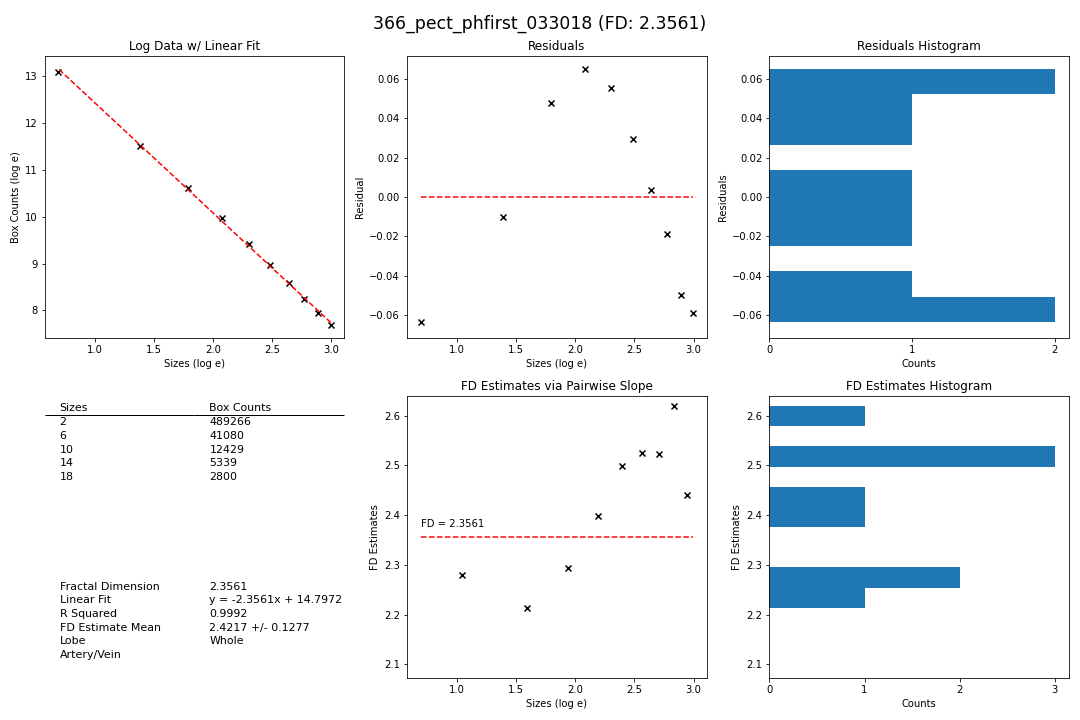 366_pect_phfirst_033018 (FD: 2.3561)
Log Data w/ Linear Fit
13
12
11
10
9
8
Box Counts (log e)
1.0 1.5 2.0 2.5 3.0
Sizes (log e)
Residuals
0.06
0.04
0.02
0.00
−0.02
−0.04
−0.06
Residual
1.0 1.5 2.0 2.5 3.0
Sizes (log e)
Residuals Histogram
0.06
0.04
0.02
0.00
−0.02
−0.04
−0.06
Residuals
0 1 2
Counts
Sizes Box Counts
2 489266
6 41080
10 12429
14 5339
18 2800
Fractal Dimension 2.3561
Linear Fit y = -2.3561x + 14.7972
R Squared 0.9992
FD Estimate Mean 2.4217 +/- 0.1277
Lobe Whole
Artery/Vein
FD Estimates via Pairwise Slope
2.6
2.5
2.4
2.3
2.2
2.1
FD Estimates
FD = 2.3561
1.0 1.5 2.0 2.5 3.0
Sizes (log e)
FD Estimates Histogram
2.6
2.5
2.4
2.3
2.2
2.1
FD Estimates
0 1 2 3
Counts